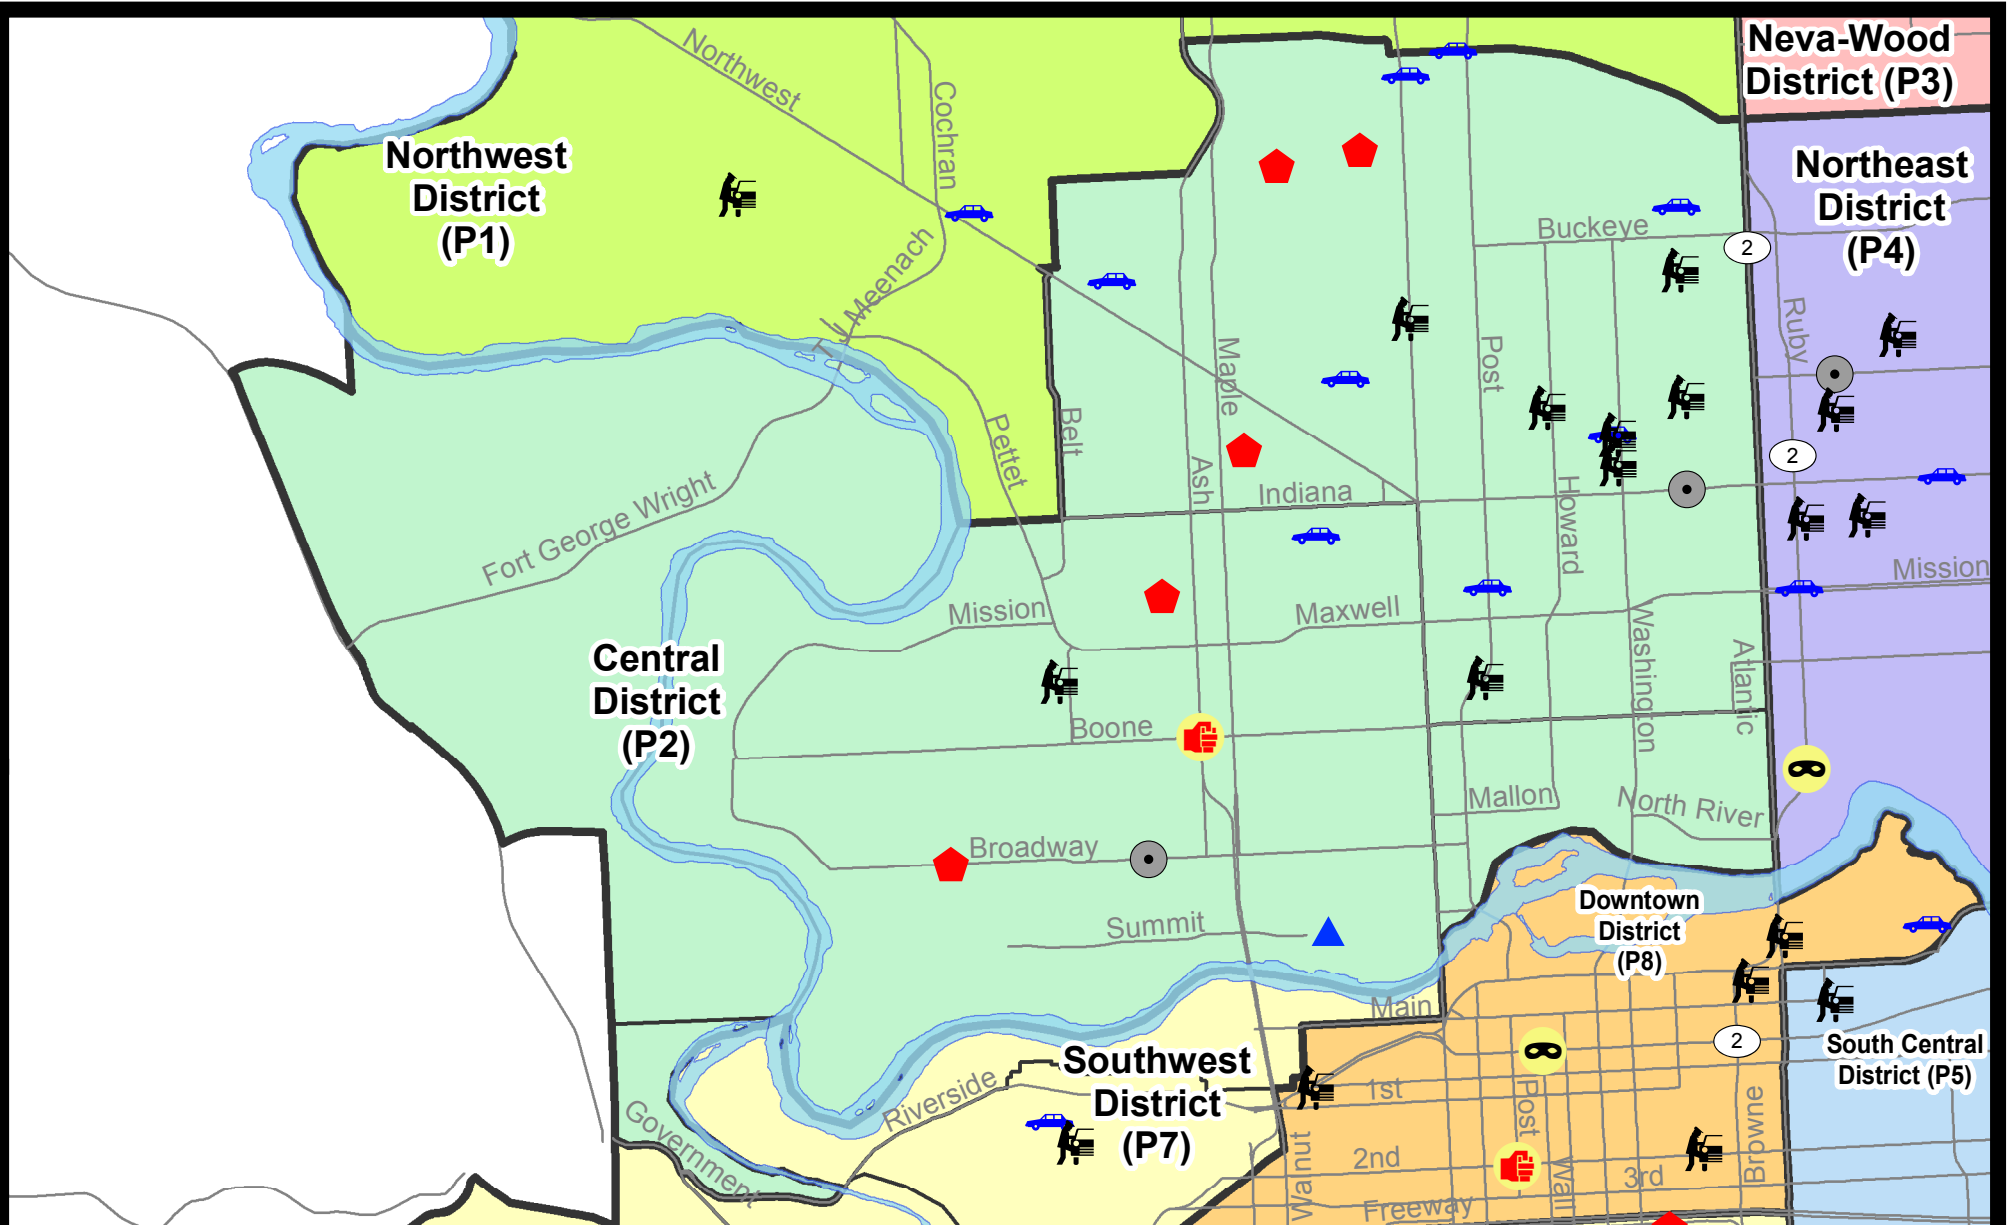 Neva-Wood
District (P3)
Northwest
Cochran
Northwest
District
(P1)
Northeast
District
(P4)
Buckeye
2
T J Meenach
Ruby
Maple
Post
Belt
Pettet
Ash
2
Indiana
Howard
Fort George Wright
Mission
Mission
Maxwell
Washington
Atlantic
Central
District
(P2)
Boone
Mallon
North River
Broadway
Summit
Downtown
District
(P8)
Main
2
South Central
District (P5)
Southwest
District
(P7)
Riverside
1st
Post
Browne
Government
Walnut
2nd
Wall
3rd
Freeway